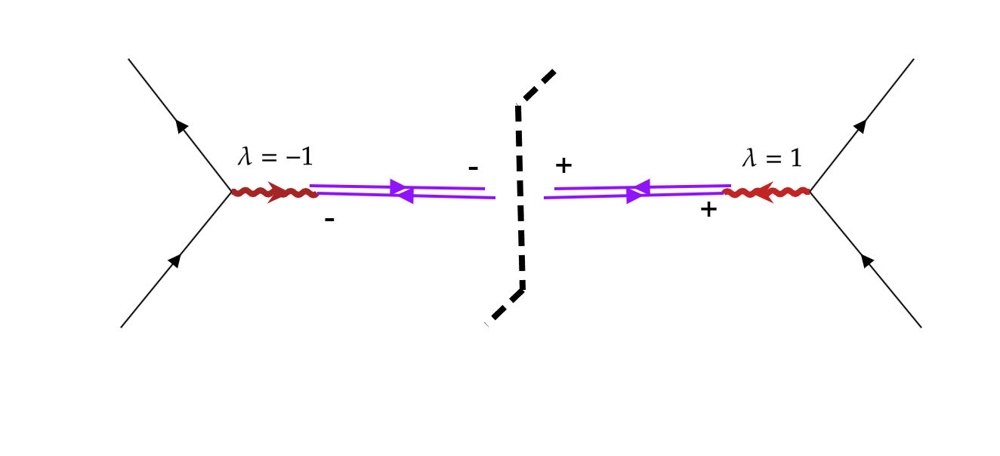 λ = −1
- +
λ = 1
-
+